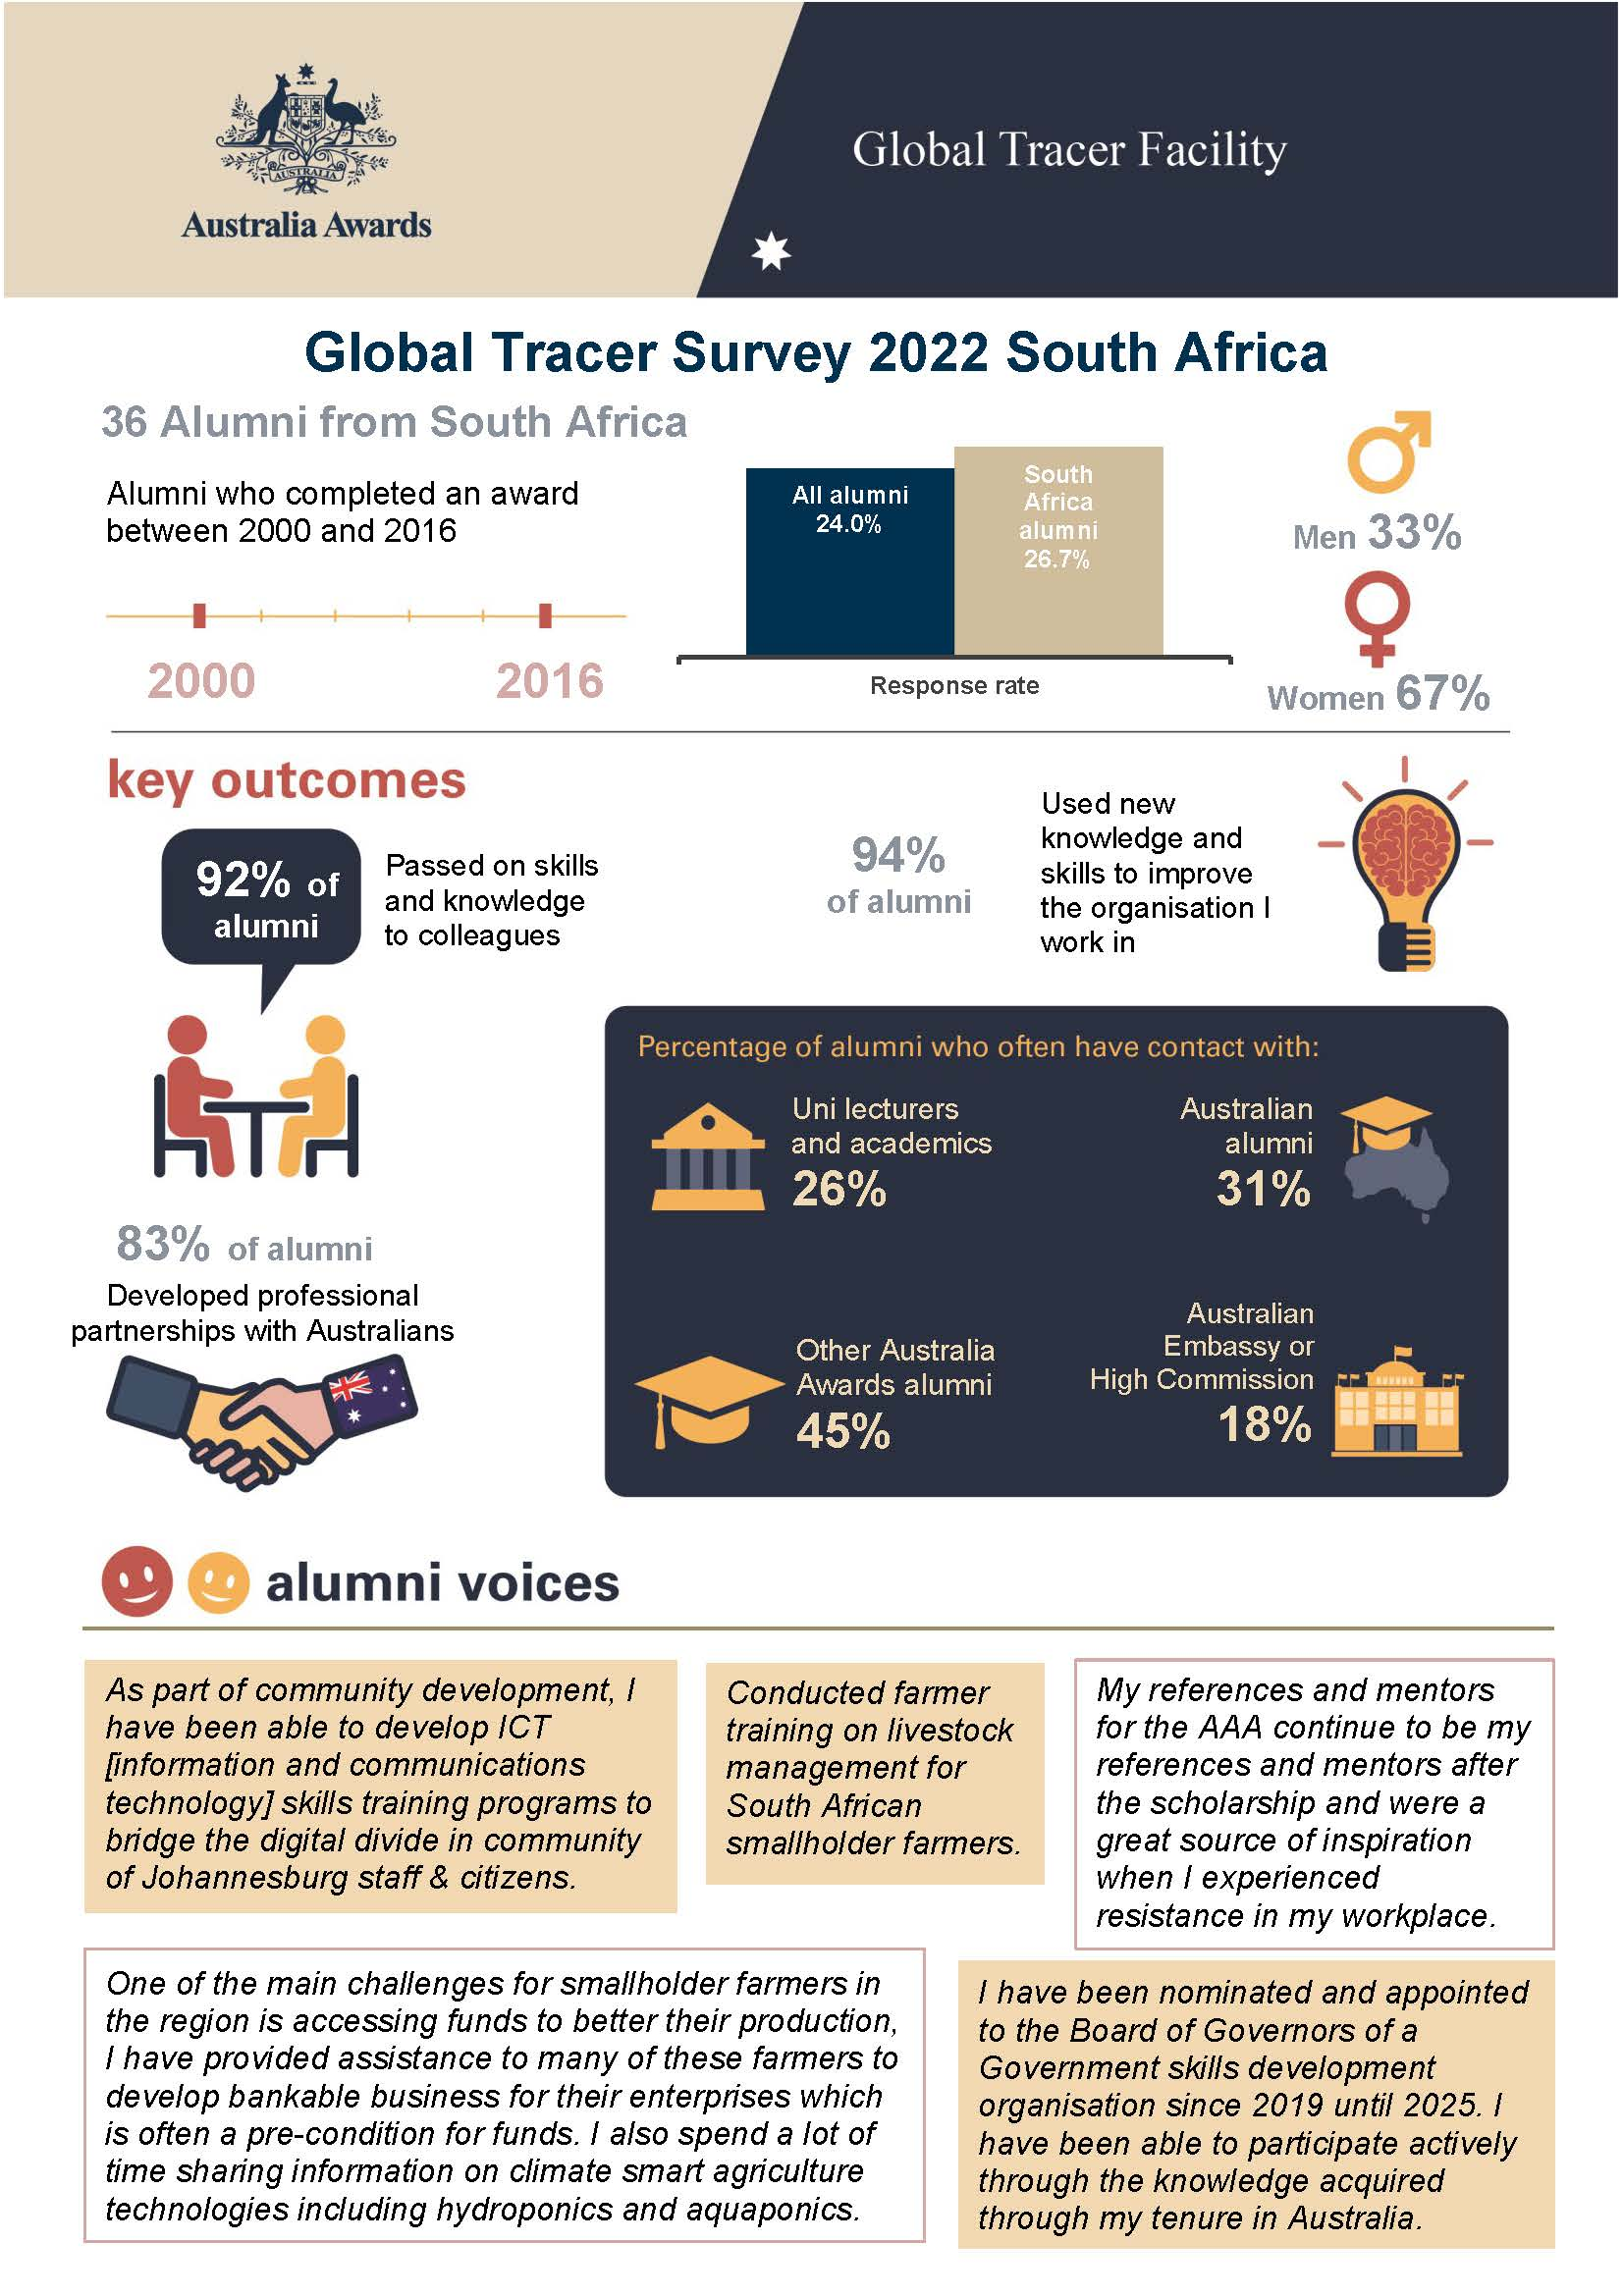 AUSTRALIA
Australia Awards
Global Tracer Facility
Global Tracer Survey 2022 South Africa
36 Alumni from South Africa
Alumni who completed an award
between 2000 and 2016
2000
2016
All alumni
24.0%
South
Africa
alumni
26.7%
Response rate
Men 33%
Women 67%
key outcomes
92% of
alumni
Passed on skills
and knowledge
to colleagues
94%
of alumni
Used new
knowledge and
skills to improve
the organisation I
work in
83% of alumni
Developed professional
partnerships with Australians
Percentage of alumni who often have contact with:
Uni lecturers
and academics
26%
Australian
alumni
31%
Other Australia
Awards alumni
45%
Australian
Embassy or
High Commission
18%
alumni voices
As part of community development, I
have been able to develop ICT
[information and communications
technology] skills training programs to
bridge the digital divide in community
of Johannesburg staff & citizens.
Conducted farmer
training on livestock
management for
South African
smallholder farmers.
My references and mentors
for the AAA continue to be my
references and mentors after
the scholarship and were a
great source of inspiration
when I experienced
resistance in my workplace.
One of the main challenges for smallholder farmers in
the region is accessing funds to better their production,
I have provided assistance to many of these farmers to
develop bankable business for their enterprises which
is often a pre-condition for funds. I also spend a lot of
time sharing information on climate smart agriculture
technologies including hydroponics and aquaponics.
I have been nominated and appointed
to the Board of Governors of a
Government skills development
organisation since 2019 until 2025. I
have been able to participate actively
through the knowledge acquired
through my tenure in Australia.